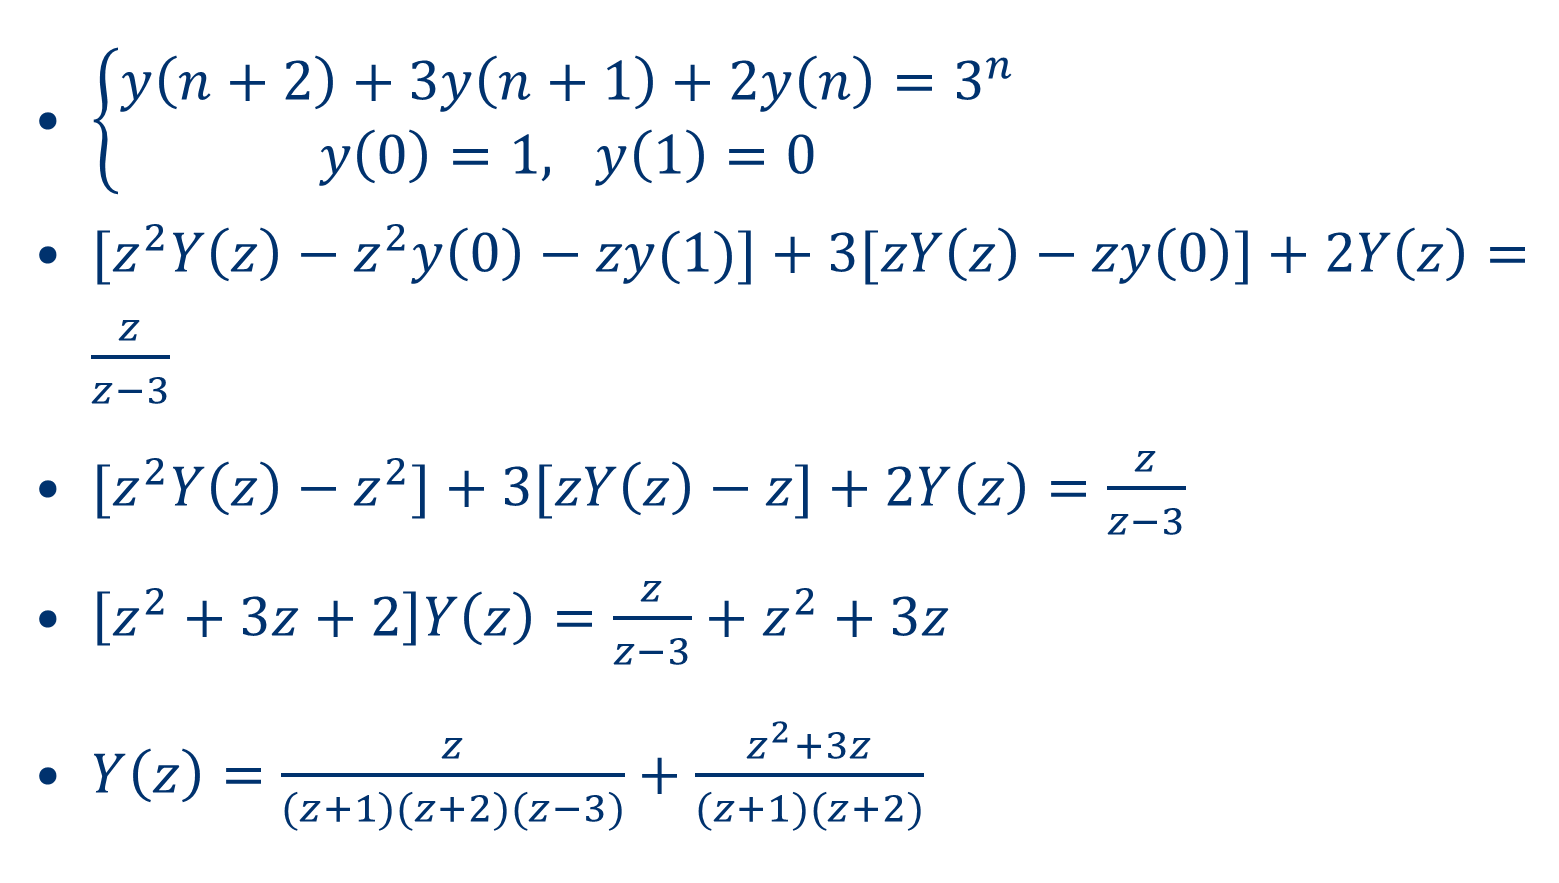 • { y(n + 2) + 3y(n + 1) + 2y(n) = 3ⁿ
y(0) = 1, y(1) = 0
• [z²Y(z) − z²y(0) − zy(1)] + 3[zY(z) − zy(0)] + 2Y(z) =
z/(z−3)
• [z²Y(z) − z²] + 3[zY(z) − z] + 2Y(z) = z/(z−3)
• [z² + 3z + 2]Y(z) = z/(z−3) + z² + 3z
• Y(z) = z/((z+1)(z+2)(z−3)) + (z²+3z)/((z+1)(z+2))